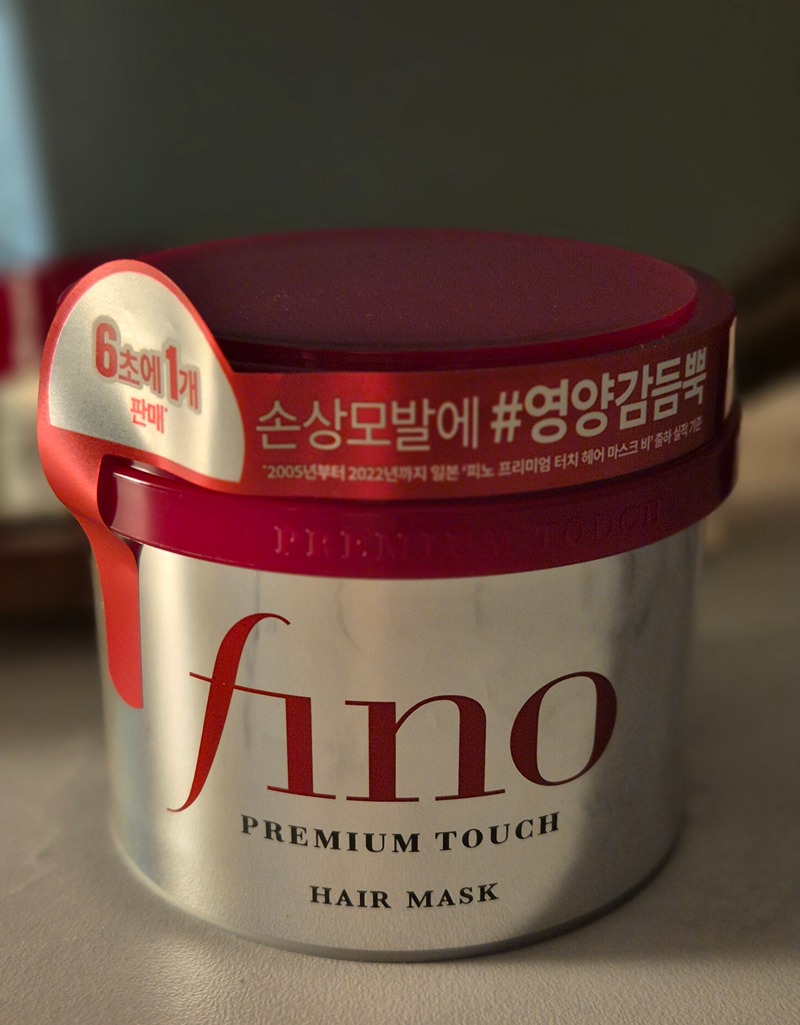 6초에 1개
판매*
손상모발에 #영양감듬뿍
*2005년부터 2022년까지 일본 '피노 프리미엄 터치 헤어 마스크 비' 출하 실적 기준
PREMIUM TOUCH
fino
PREMIUM TOUCH
HAIR MASK